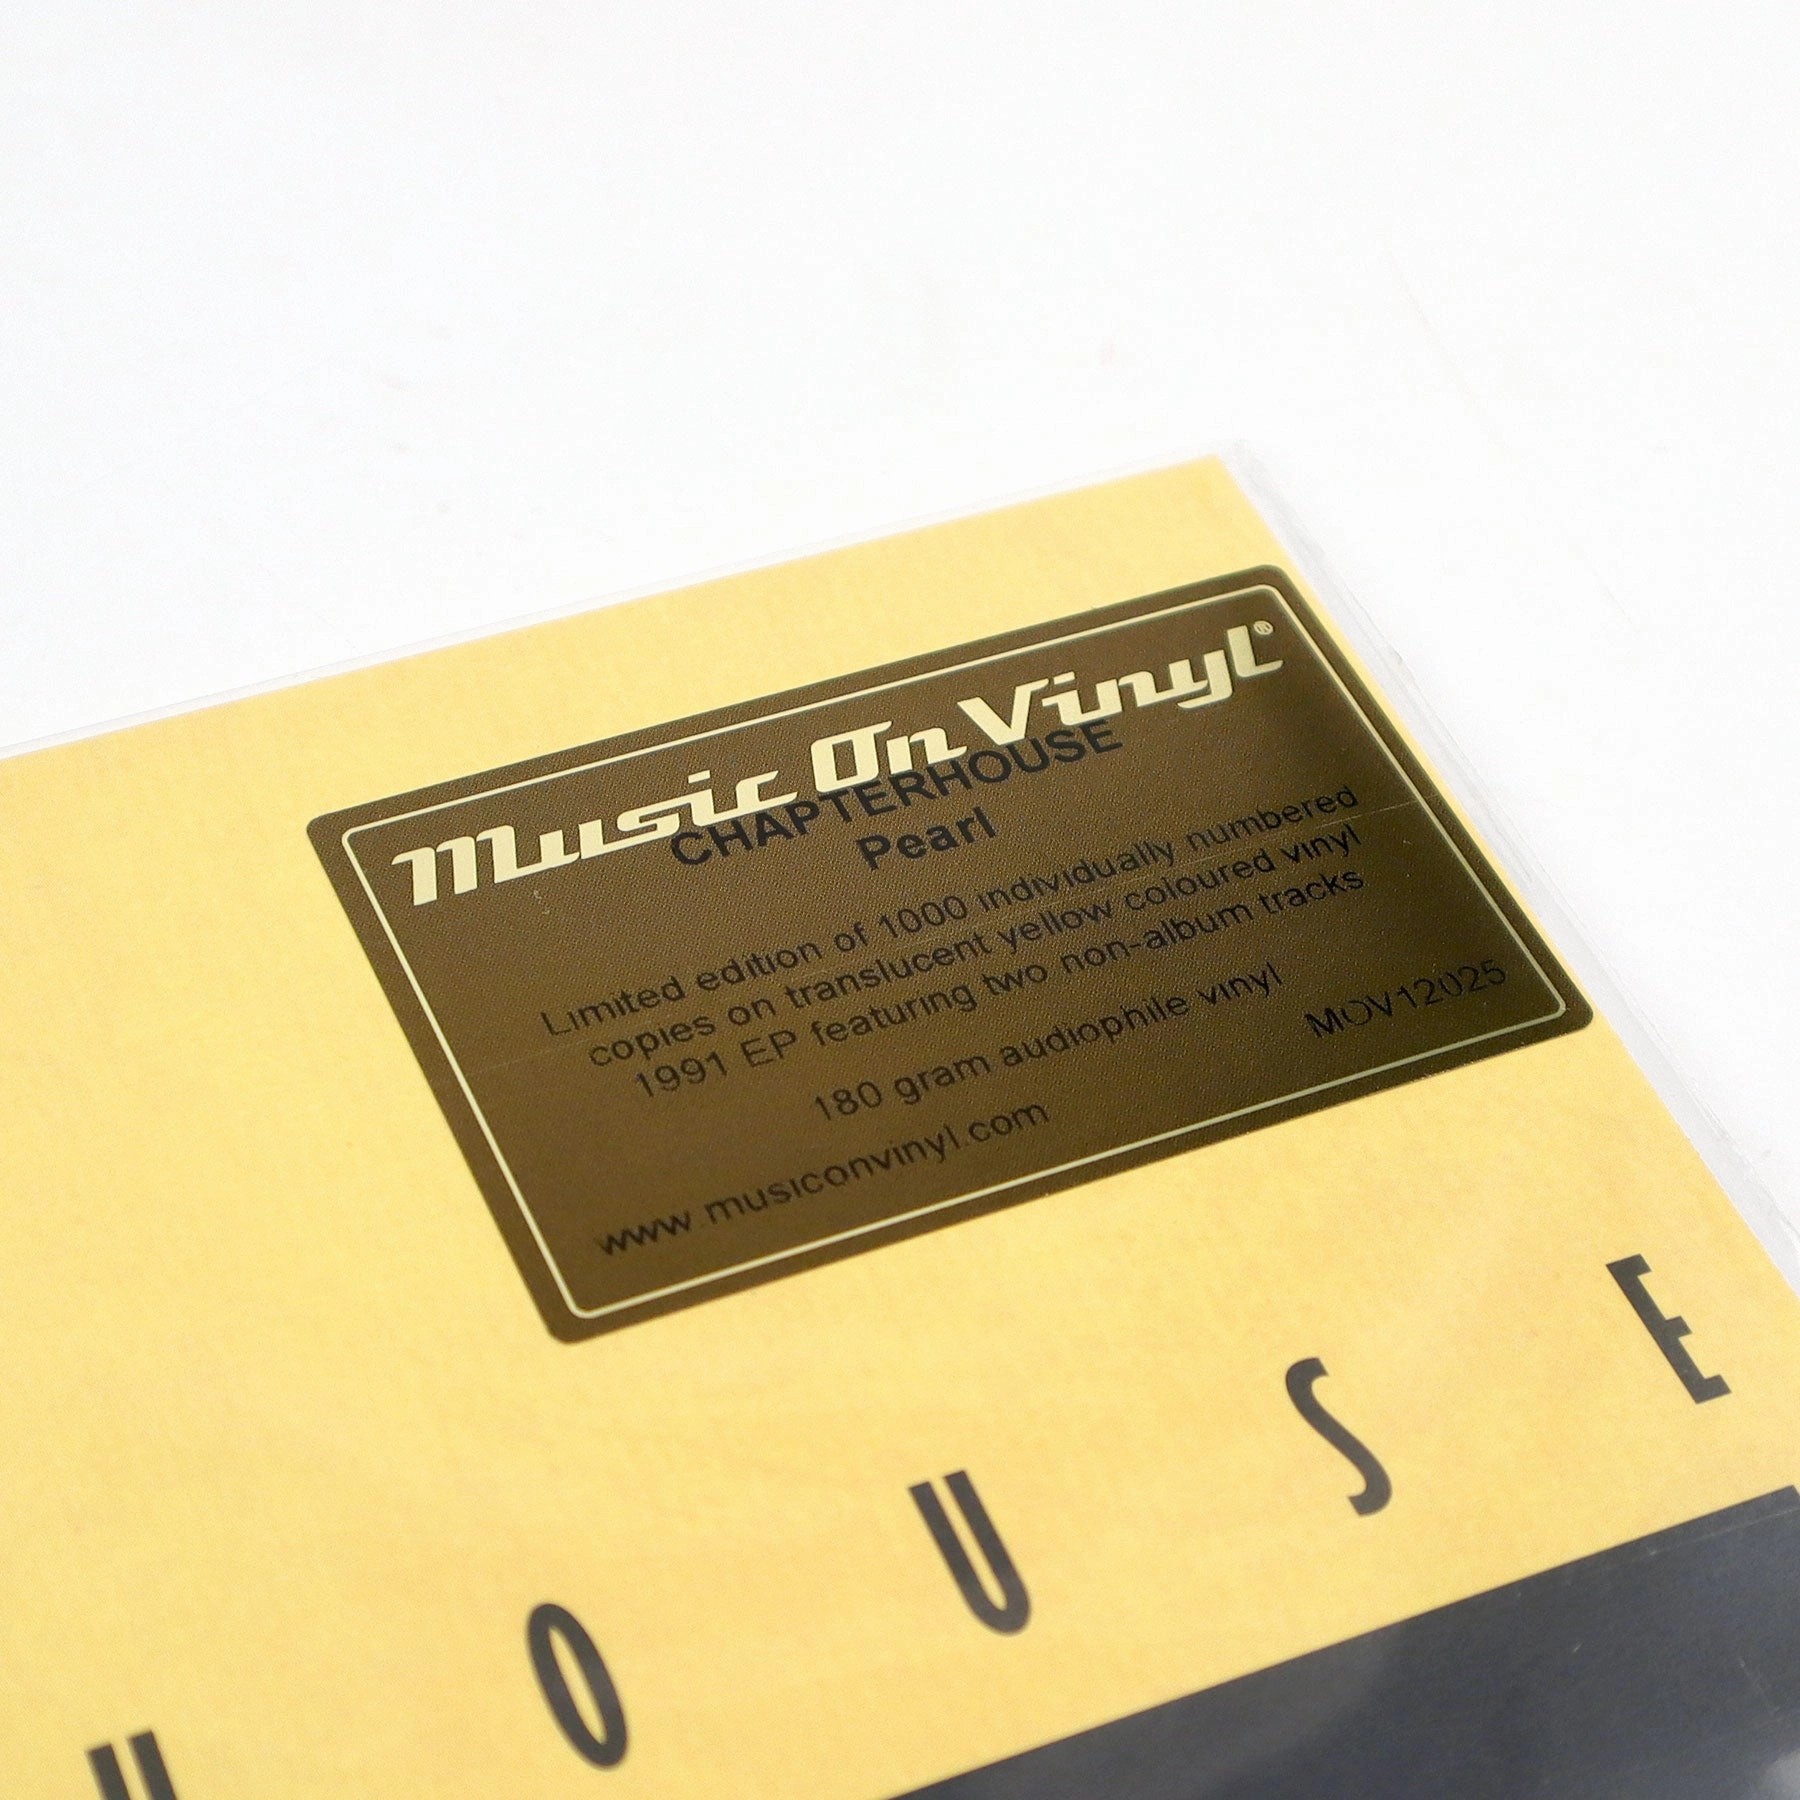 Music On Vinyl®
CHAPTERHOUSE
Pearl
Limited edition of 1000 individually numbered
copies on translucent yellow coloured vinyl
1991 EP featuring two non-album tracks
180 gram audiophile vinyl
MOV12025
www.musiconvinyl.com
HOUSE